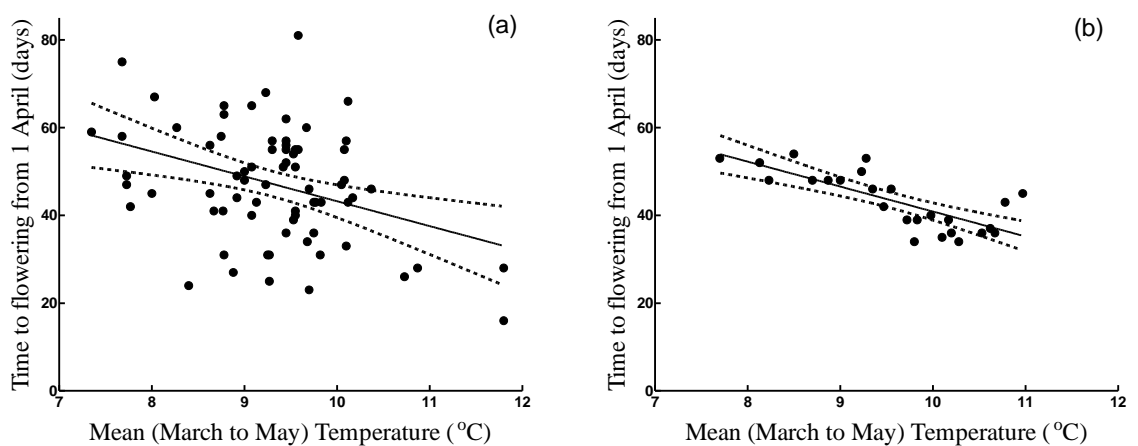 (a)
Time to flowering from 1 April (days)
80
60
40
20
0
7 8 9 10 11 12
Mean (March to May) Temperature (°C)
(b)
Time to flowering from 1 April (days)
80
60
40
20
0
7 8 9 10 11 12
Mean (March to May) Temperature (°C)